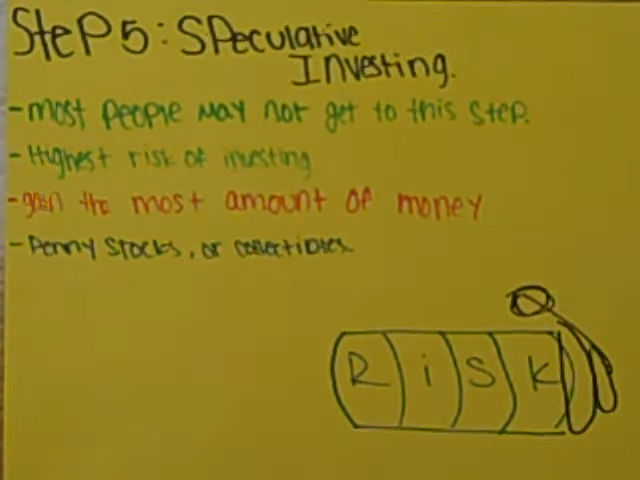 SteP 5: SPeculative
Investing.
-most people may not get to this step.
-Highest risk of investing
-gain the most amount of money
-Penny stocks, or collectibles.
R i S K